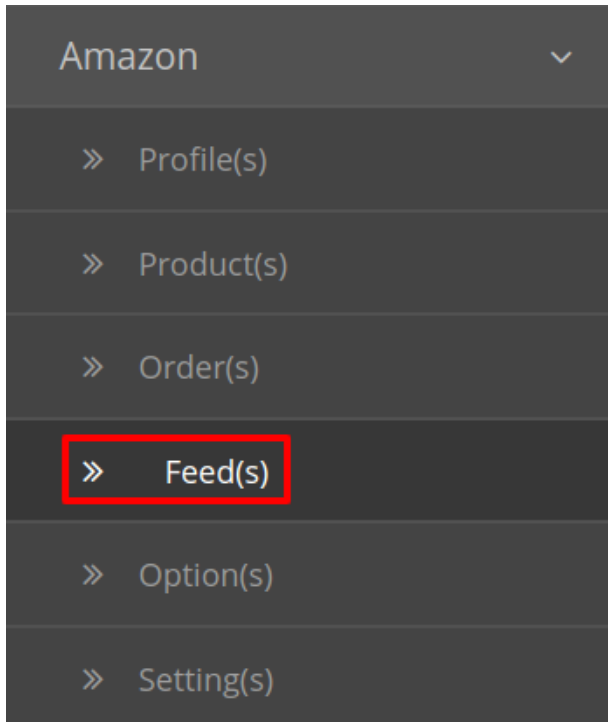 Amazon
Profile(s)
Product(s)
Order(s)
Feed(s)
Option(s)
Setting(s)